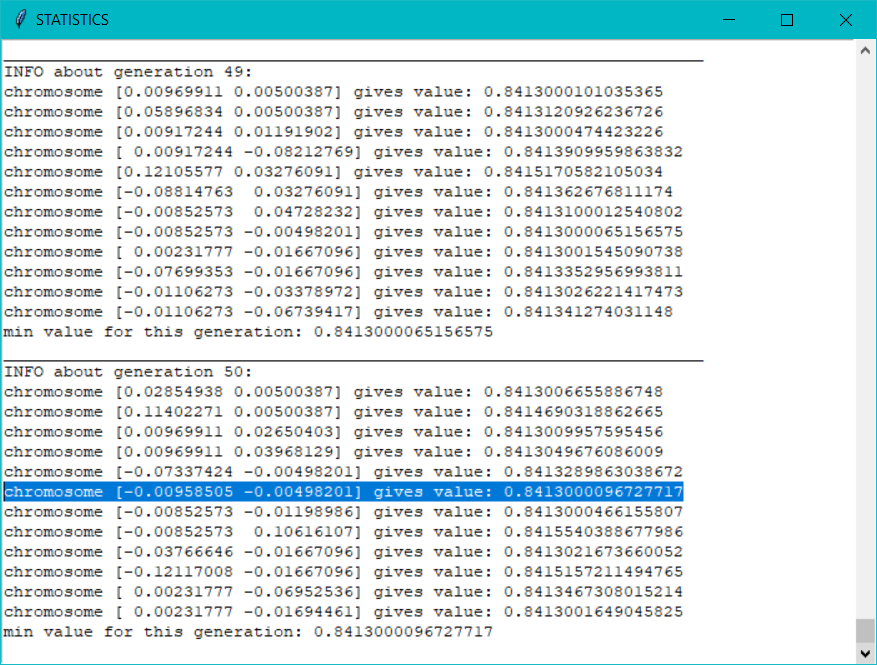 STATISTICS
INFO about generation 49:
chromosome [0.00969911 0.00500387] gives value: 0.8413000101035365
chromosome [0.05896834 0.00500387] gives value: 0.8413120926236726
chromosome [0.00917244 0.01191902] gives value: 0.8413000474423226
chromosome [ 0.00917244 -0.08212769] gives value: 0.8413909959863832
chromosome [0.12105577 0.03276091] gives value: 0.8415170582105034
chromosome [-0.08814763  0.03276091] gives value: 0.841362676811174
chromosome [-0.00852573  0.04728232] gives value: 0.8413100012540802
chromosome [-0.00852573 -0.00498201] gives value: 0.8413000065156575
chromosome [ 0.00231777 -0.01667096] gives value: 0.8413001545090738
chromosome [-0.07699353 -0.01667096] gives value: 0.8413352956993811
chromosome [-0.01106273 -0.03378972] gives value: 0.8413026221417473
chromosome [-0.01106273 -0.06739417] gives value: 0.841341274031148
min value for this generation: 0.8413000065156575
INFO about generation 50:
chromosome [0.02854938 0.00500387] gives value: 0.8413006655886748
chromosome [0.11402271 0.00500387] gives value: 0.8414690318862665
chromosome [0.00969911 0.02650403] gives value: 0.8413009957595456
chromosome [0.00969911 0.03968129] gives value: 0.8413049676086009
chromosome [-0.07337424 -0.00498201] gives value: 0.8413289863038672
chromosome [-0.00958505 -0.00498201] gives value: 0.8413000096727717
chromosome [-0.00852573 -0.01198986] gives value: 0.8413000466155807
chromosome [-0.00852573  0.10616107] gives value: 0.8415540388677986
chromosome [-0.03766646 -0.01667096] gives value: 0.8413021673660052
chromosome [-0.12117008 -0.01667096] gives value: 0.8415157211494765
chromosome [ 0.00231777 -0.06952536] gives value: 0.8413467308015214
chromosome [ 0.00231777 -0.01694461] gives value: 0.8413001649045825
min value for this generation: 0.8413000096727717